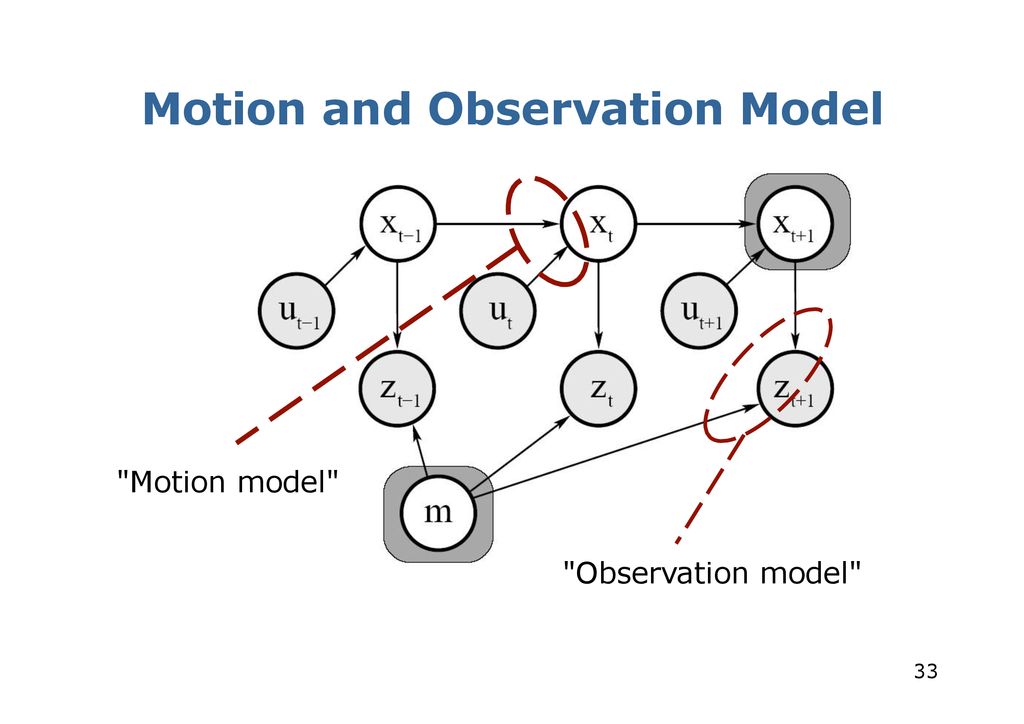 Motion and Observation Model
x_{t−1} x_t x_{t+1}
u_{t−1} u_t u_{t+1}
z_{t−1} z_t z_{t+1}
"Motion model"
m
"Observation model"
33